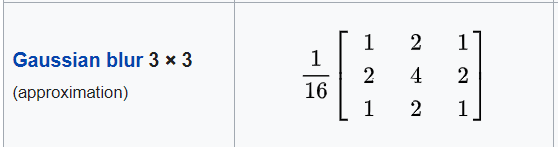 Gaussian blur 3 × 3
(approximation)
1
16
1 2 1
2 4 2
1 2 1